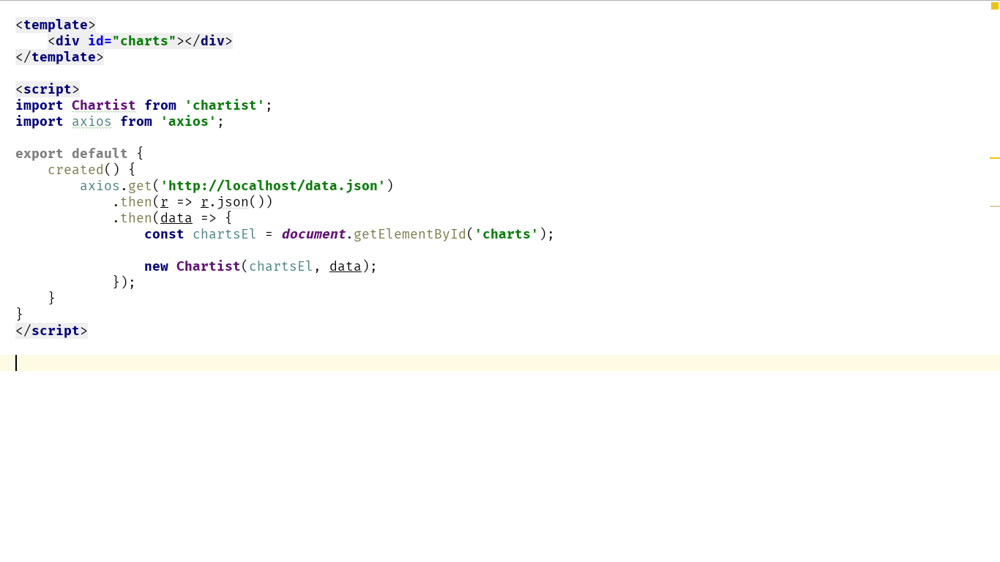 <template>
    <div id="charts"></div>
</template>

<script>
import Chartist from 'chartist';
import axios from 'axios';

export default {
    created() {
        axios.get('http://localhost/data.json')
            .then(r => r.json())
            .then(data => {
                const chartsEl = document.getElementById('charts');

                new Chartist(chartsEl, data);
            });
    }
}
</script>